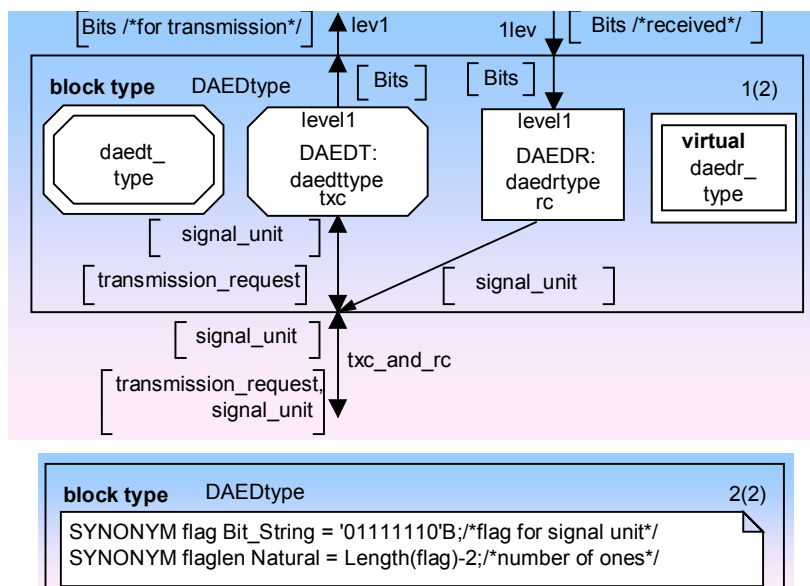 Bits /*for transmission*/
lev1
1lev
Bits /*received*/
block type DAEDtype
Bits
Bits
1(2)
daedt_
type
level1
DAEDT:
daedttype
txc
level1
DAEDR:
daedrtype
rc
virtual
daedr_
type
signal_unit
transmission_request
signal_unit
signal_unit
txc_and_rc
transmission_request,
signal_unit
block type DAEDtype
2(2)
SYNONYM flag Bit_String = '01111110'B;/*flag for signal unit*/
SYNONYM flaglen Natural = Length(flag)-2;/*number of ones*/